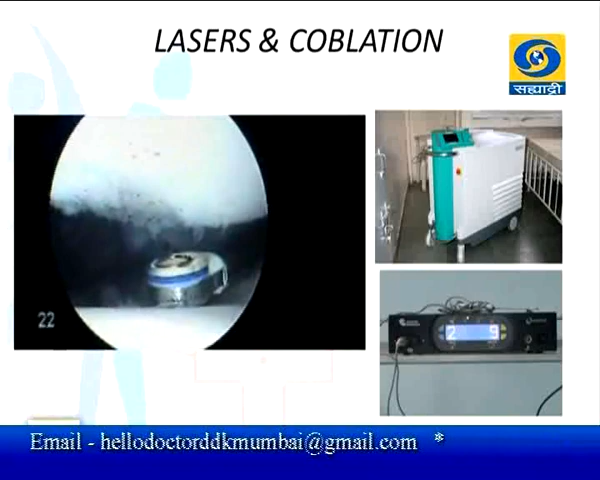 LASERS & COBLATION
सह्याद्री
22
2 9
Email - hellodoctorddkmumbai@gmail.com *